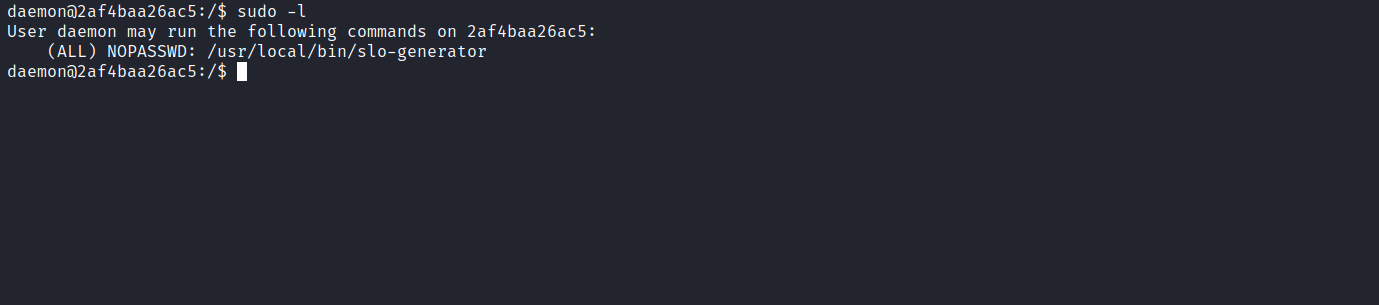 daemon@2af4baa26ac5:/$ sudo -l
User daemon may run the following commands on 2af4baa26ac5:
    (ALL) NOPASSWD: /usr/local/bin/slo-generator
daemon@2af4baa26ac5:/$